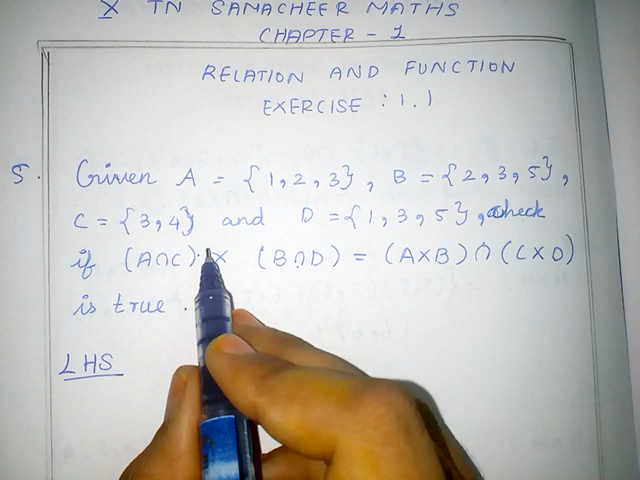 X TN SAMACHEER MATHS
CHAPTER - 1
RELATION AND FUNCTION
EXERCISE : 1.1
5. Given A = {1,2,3}, B = {2,3,5},
C = {3,4} and D = {1,3,5}, check
if (A∩C) × (B∩D) = (A×B) ∩ (C×D)
is true.
LHS